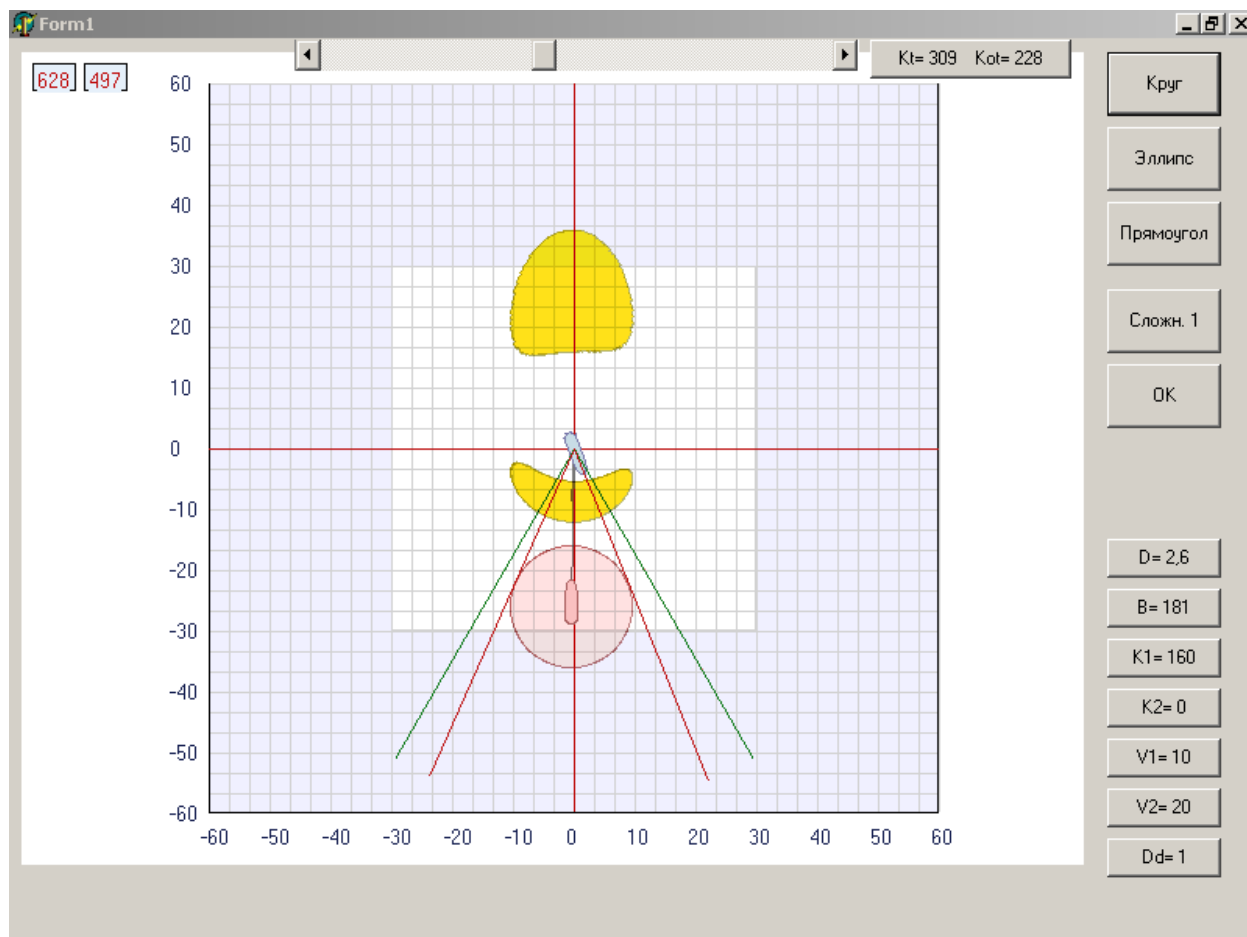 Form1
628 497
Kt= 309 Kot= 228
60
50
40
30
20
10
0
-10
-20
-30
-40
-50
-60
-60 -50 -40 -30 -20 -10 0 10 20 30 40 50 60
Круг
Эллипс
Прямоугол
Сложн. 1
OK
D= 2,6
B= 181
K1= 160
K2= 0
V1= 10
V2= 20
Dd= 1